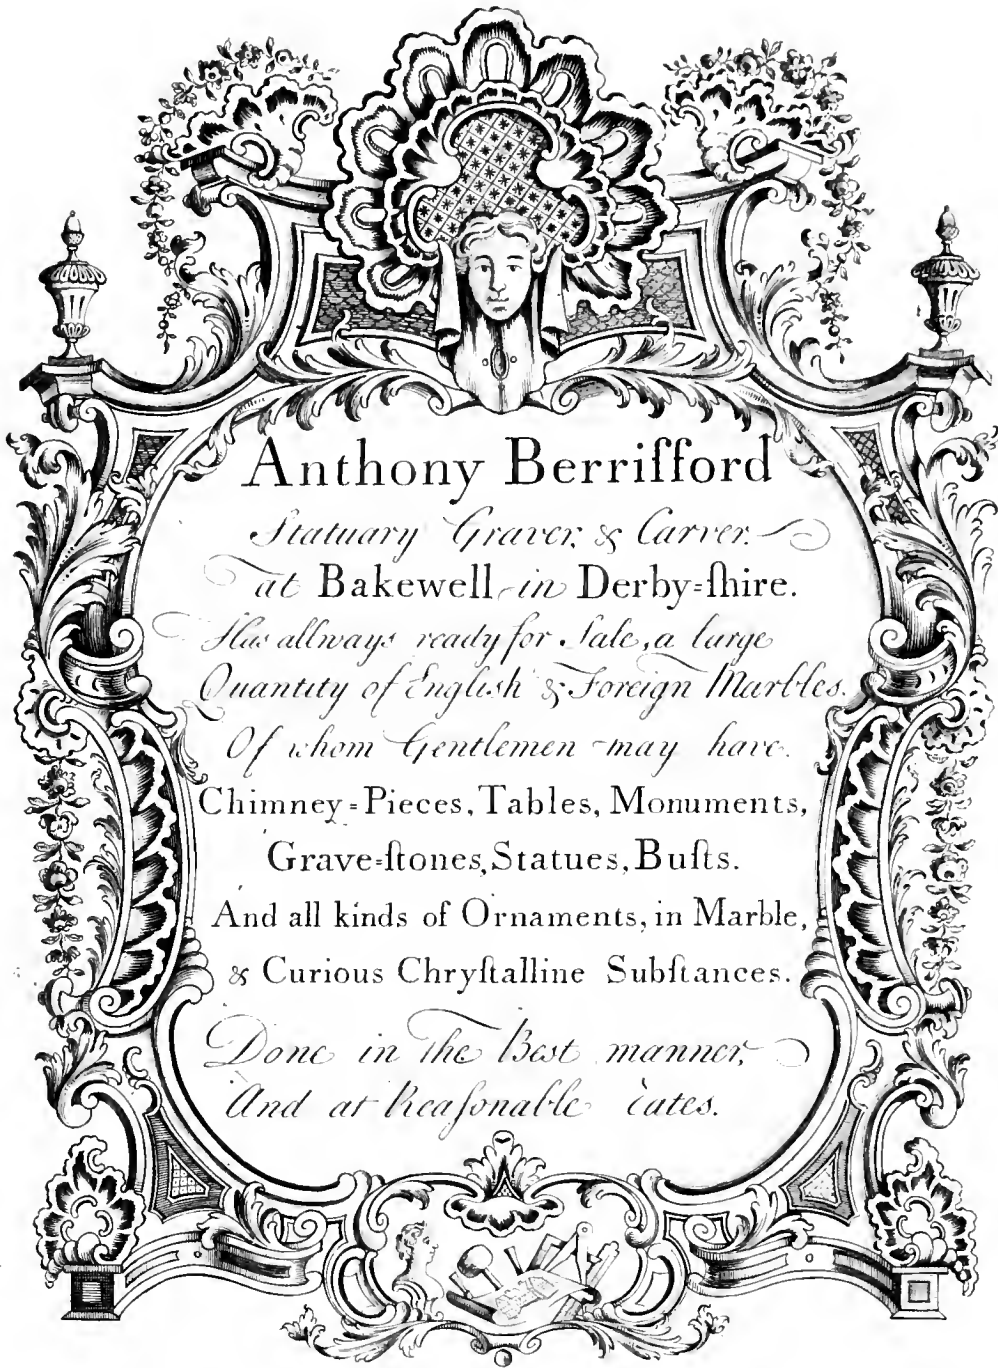 Anthony Berriſford
Statuary Graver, & Carver.
at Bakewell in Derby=ſhire.
Has allways ready for Sale, a large
Quantity of English & Foreign Marbles.
Of whom Gentlemen may have.
Chimney=Pieces, Tables, Monuments,
Grave=ſtones, Statues, Buſts.
And all kinds of Ornaments, in Marble,
& Curious Chryſtalline Subſtances.
Done in The Best manner,
And at Reaſonable